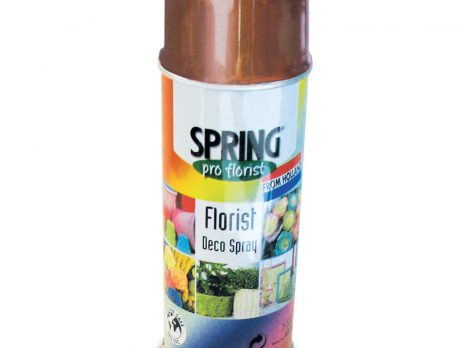 SPRING®
pro florist
FROM HOLLAND
Florist
Deco Spray